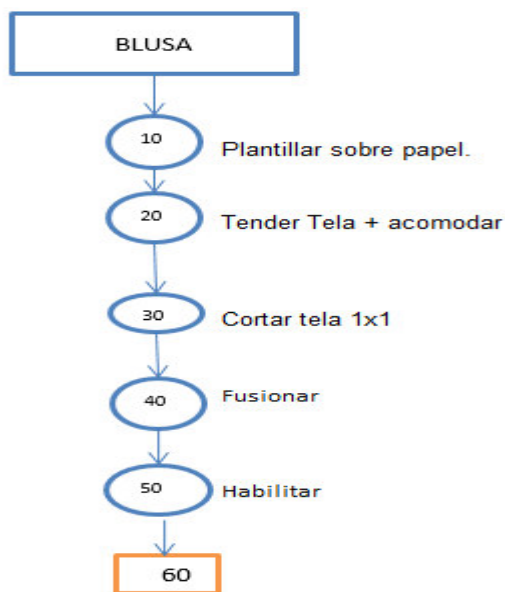 BLUSA
10 Plantillar sobre papel.
20 Tender Tela + acomodar
30 Cortar tela 1x1
40 Fusionar
50 Habilitar
60